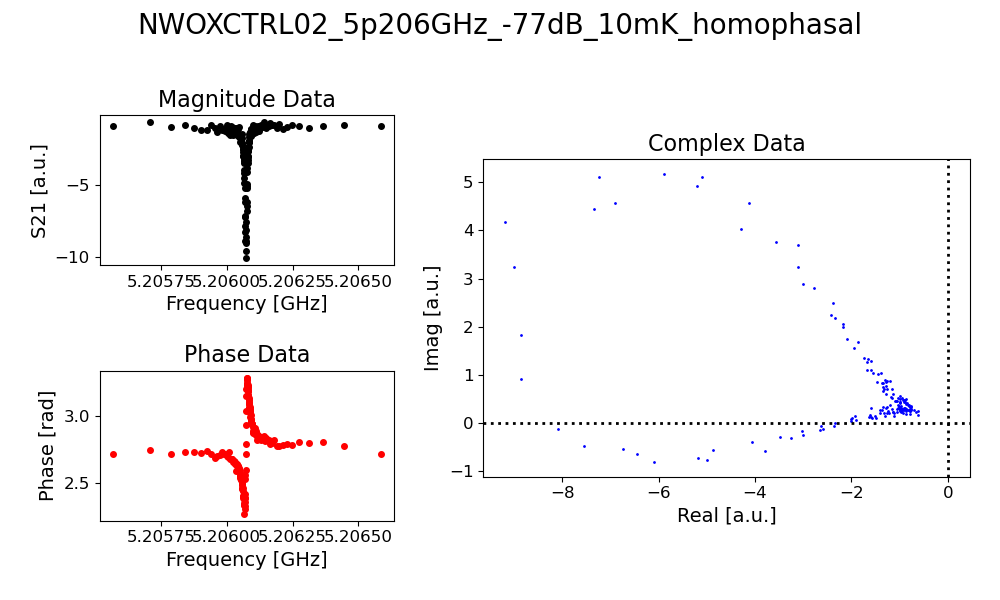 NWOXCTRL02_5p206GHz_-77dB_10mK_homophasal
Magnitude Data
S21 [a.u.]
−5
−10
5.20575 5.20600 5.20625 5.20650
Frequency [GHz]
Phase Data
Phase [rad]
3.0
2.5
5.20575 5.20600 5.20625 5.20650
Frequency [GHz]
Complex Data
Imag [a.u.]
5
4
3
2
1
0
−1
−8 −6 −4 −2 0
Real [a.u.]